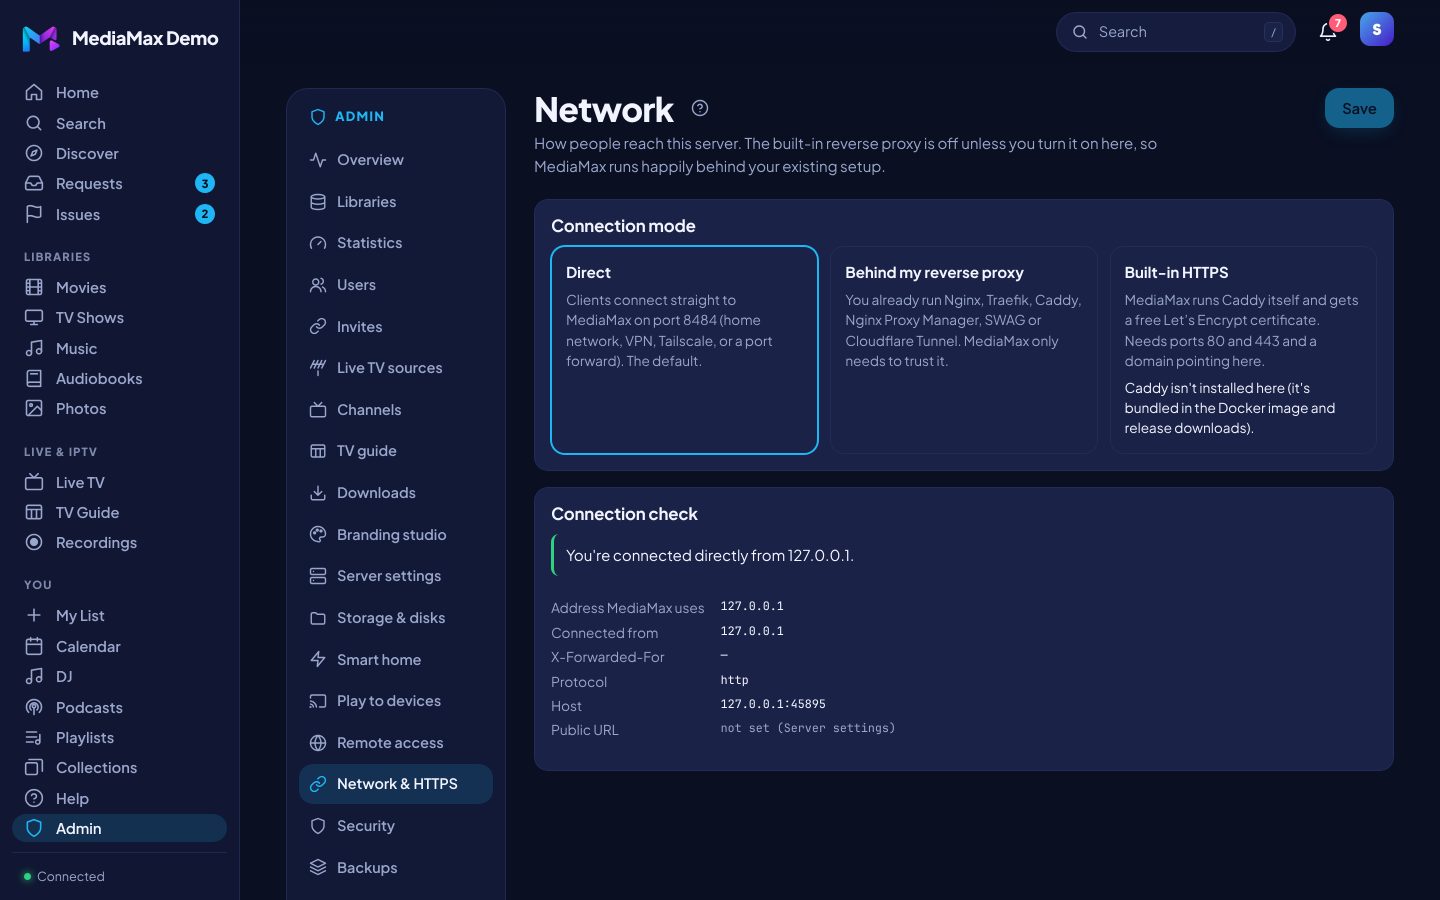 MediaMax Demo
Search
/
7
S
Home
Search
Discover
Requests
3
Issues
2
LIBRARIES
Movies
TV Shows
Music
Audiobooks
Photos
LIVE & IPTV
Live TV
TV Guide
Recordings
YOU
My List
Calendar
DJ
Podcasts
Playlists
Collections
Help
Admin
Connected
ADMIN
Overview
Libraries
Statistics
Users
Invites
Live TV sources
Channels
TV guide
Downloads
Branding studio
Server settings
Storage & disks
Smart home
Play to devices
Remote access
Network & HTTPS
Security
Backups
Network
Save
How people reach this server. The built-in reverse proxy is off unless you turn it on here, so
MediaMax runs happily behind your existing setup.
Connection mode
Direct
Clients connect straight to
MediaMax on port 8484 (home
network, VPN, Tailscale, or a port
forward). The default.
Behind my reverse proxy
You already run Nginx, Traefik, Caddy,
Nginx Proxy Manager, SWAG or
Cloudflare Tunnel. MediaMax only
needs to trust it.
Built-in HTTPS
MediaMax runs Caddy itself and gets
a free Let's Encrypt certificate.
Needs ports 80 and 443 and a
domain pointing here.
Caddy isn't installed here (it's
bundled in the Docker image and
release downloads).
Connection check
You're connected directly from 127.0.0.1.
Address MediaMax uses 127.0.0.1
Connected from 127.0.0.1
X-Forwarded-For —
Protocol http
Host 127.0.0.1:45895
Public URL not set (Server settings)